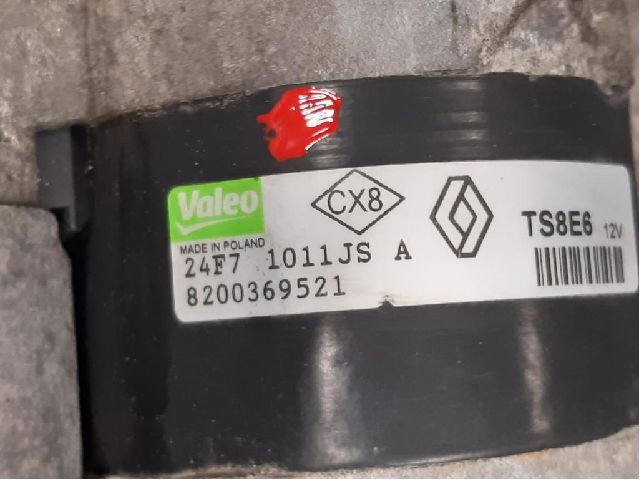 Valeo
CX8
TS8E6 12V
MADE IN POLAND
24F7 1011JS A
8200369521